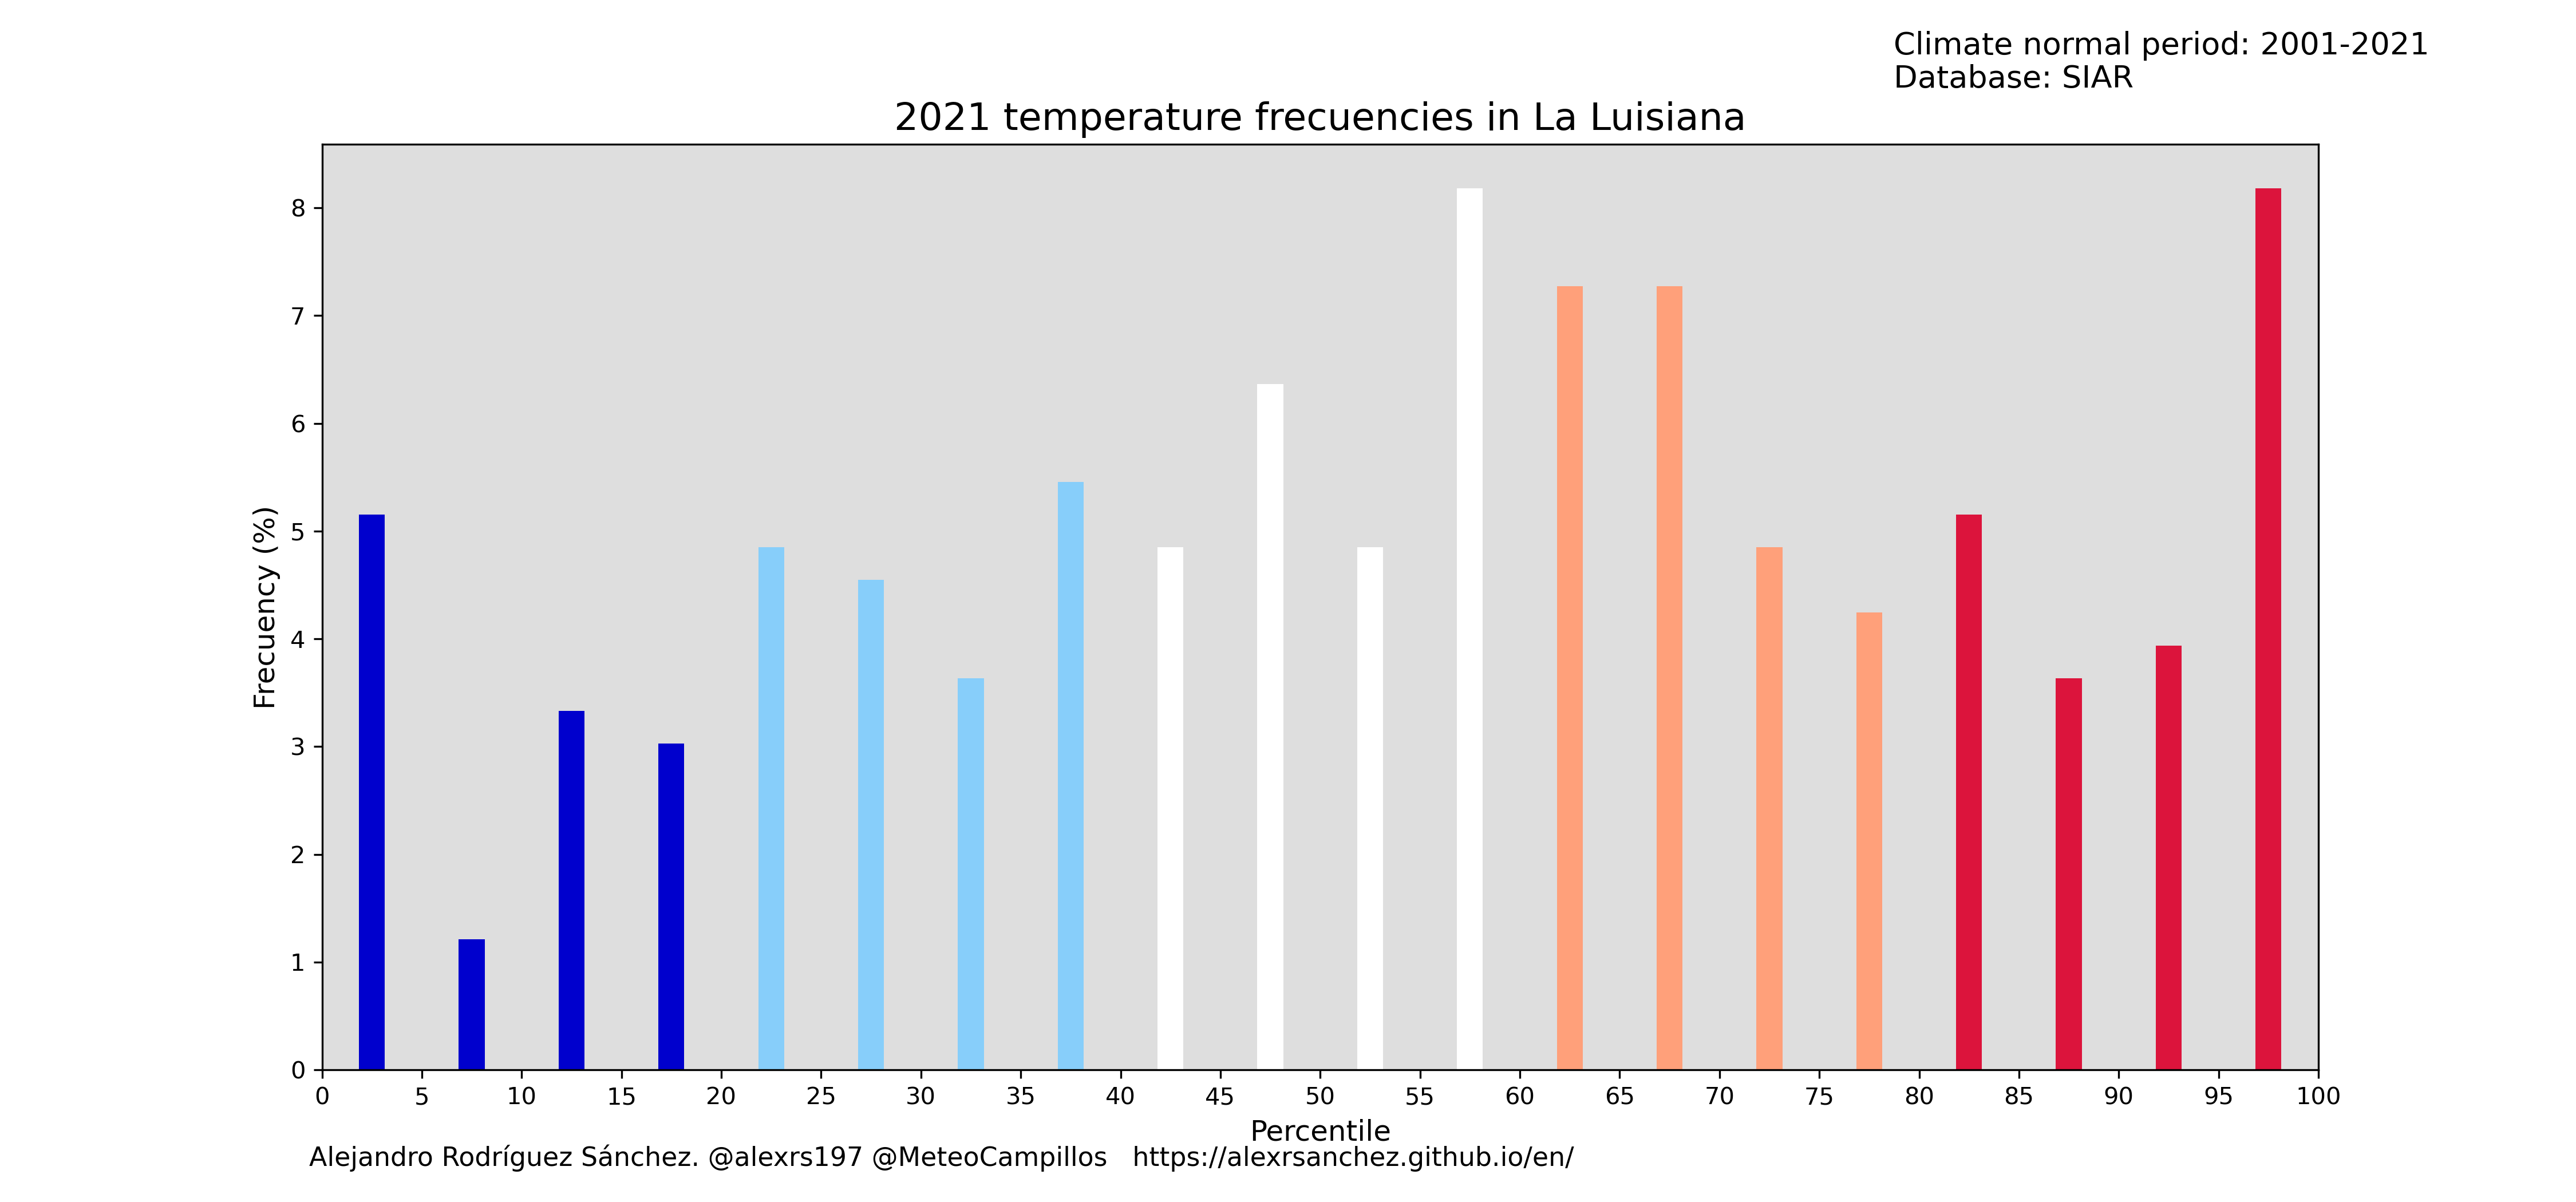 Climate normal period: 2001-2021
Database: SIAR
2021 temperature frecuencies in La Luisiana
Frecuency (%)
8
7
6
5
4
3
2
1
0
0 5 10 15 20 25 30 35 40 45 50 55 60 65 70 75 80 85 90 95 100
Percentile
Alejandro Rodríguez Sánchez. @alexrs197 @MeteoCampillos https://alexrsanchez.github.io/en/